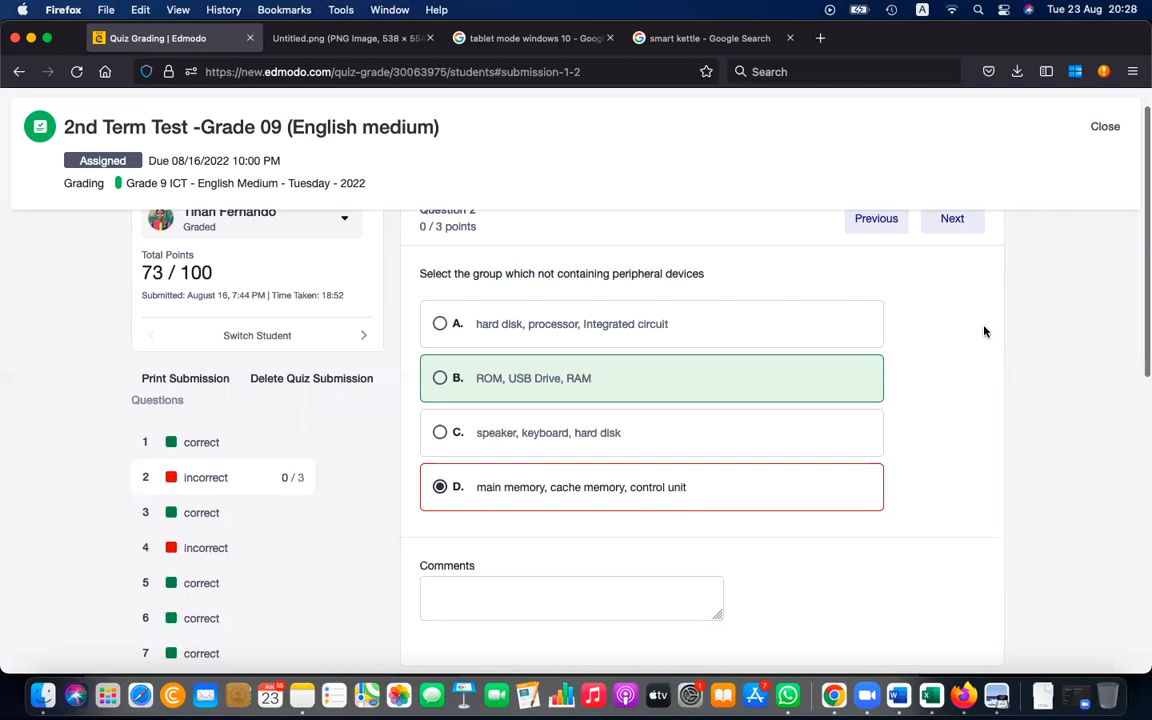 Firefox File Edit View History Bookmarks Tools Window Help A Tue 23 Aug 20:28
Quiz Grading | Edmodo Untitled.png (PNG Image, 538 × 55 tablet mode windows 10 - Goog smart kettle - Google Search
https://new.edmodo.com/quiz-grade/30063975/students#submission-1-2 Search
2nd Term Test -Grade 09 (English medium) Close
Assigned Due 08/16/2022 10:00 PM
Grading Grade 9 ICT - English Medium - Tuesday - 2022
Tinan Fernando
Graded
Total Points
73 / 100
Submitted: August 16, 7:44 PM | Time Taken: 18:52
Switch Student
Print Submission Delete Quiz Submission
Questions
1 correct
2 incorrect 0 / 3
3 correct
4 incorrect
5 correct
6 correct
7 correct
Question 2
0 / 3 points
Previous Next
Select the group which not containing peripheral devices
A. hard disk, processor, Integrated circuit
B. ROM, USB Drive, RAM
C. speaker, keyboard, hard disk
D. main memory, cache memory, control unit
Comments